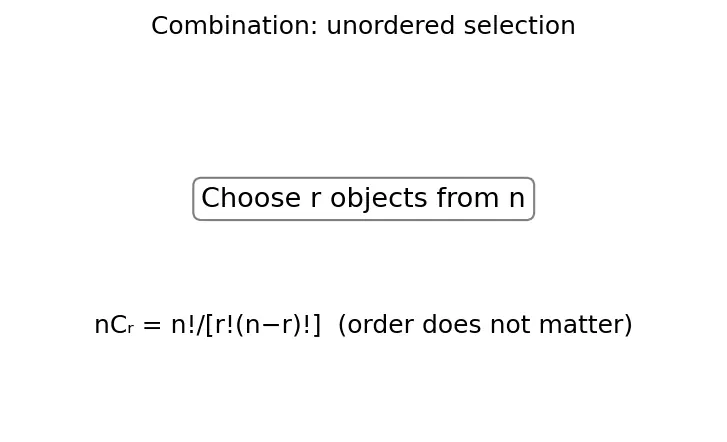 Combination: unordered selection
Choose r objects from n
nCᵣ = n!/[r!(n−r)!]  (order does not matter)